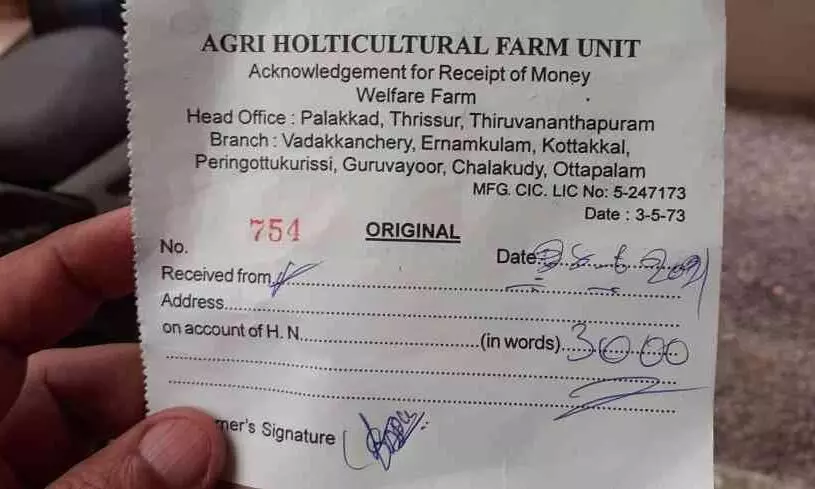 AGRI HOLTICULTURAL FARM UNIT
Acknowledgement for Receipt of Money
Welfare Farm
Head Office : Palakkad, Thrissur, Thiruvananthapuram
Branch : Vadakkanchery, Ernamkulam, Kottakkal,
Peringottukurissi, Guruvayoor, Chalakudy, Ottapalam
MFG. CIC. LIC No: 5-247173
Date : 3-5-73
No. 754 ORIGINAL
Date
Received from
Address
on account of H. N. (in words) 3000
mer's Signature